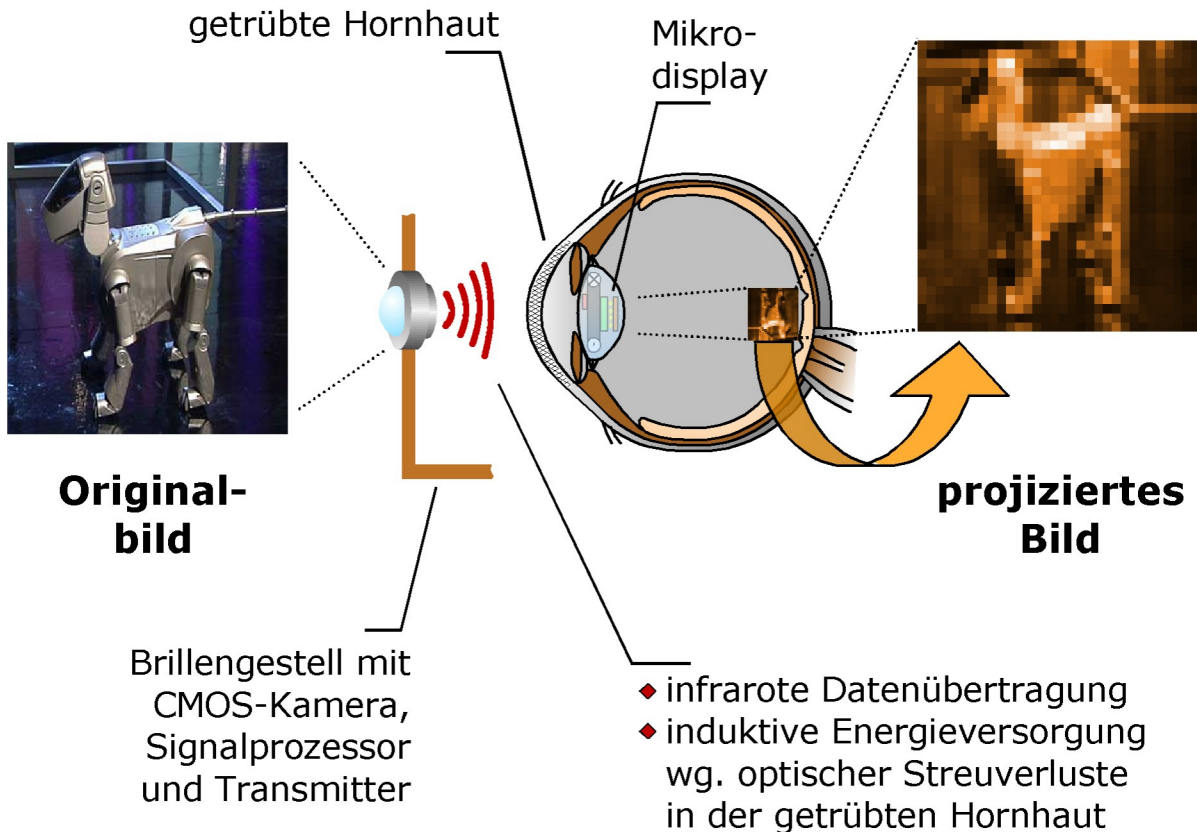 getrübte Hornhaut
Mikro-
display
Original-
bild
projiziertes
Bild
Brillengestell mit
CMOS-Kamera,
Signalprozessor
und Transmitter
infrarote Datenübertragung
induktive Energieversorgung
wg. optischer Streuverluste
in der getrübten Hornhaut